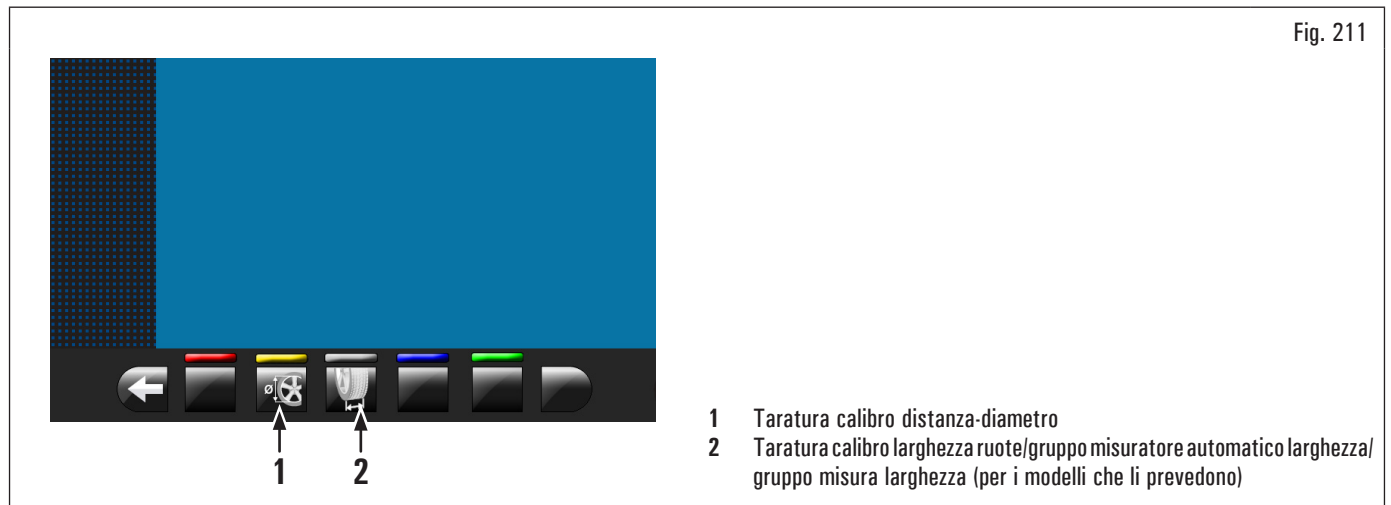 Fig. 211
ø
1 2
1 Taratura calibro distanza-diametro
2 Taratura calibro larghezza ruote/gruppo misuratore automatico larghezza/
gruppo misura larghezza (per i modelli che li prevedono)